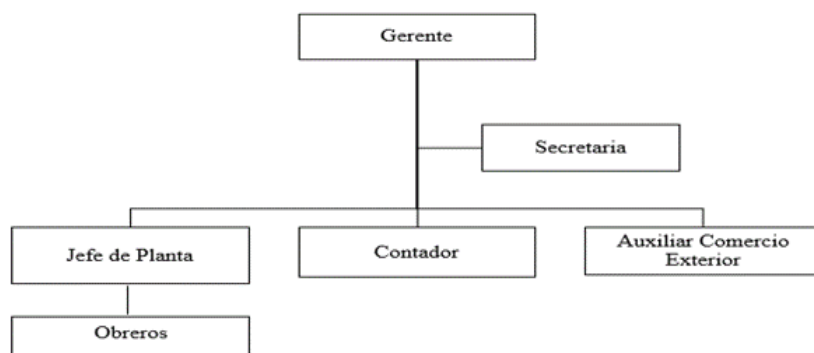 Gerente
Secretaria
Jefe de Planta
Contador
Auxiliar Comercio
Exterior
Obreros